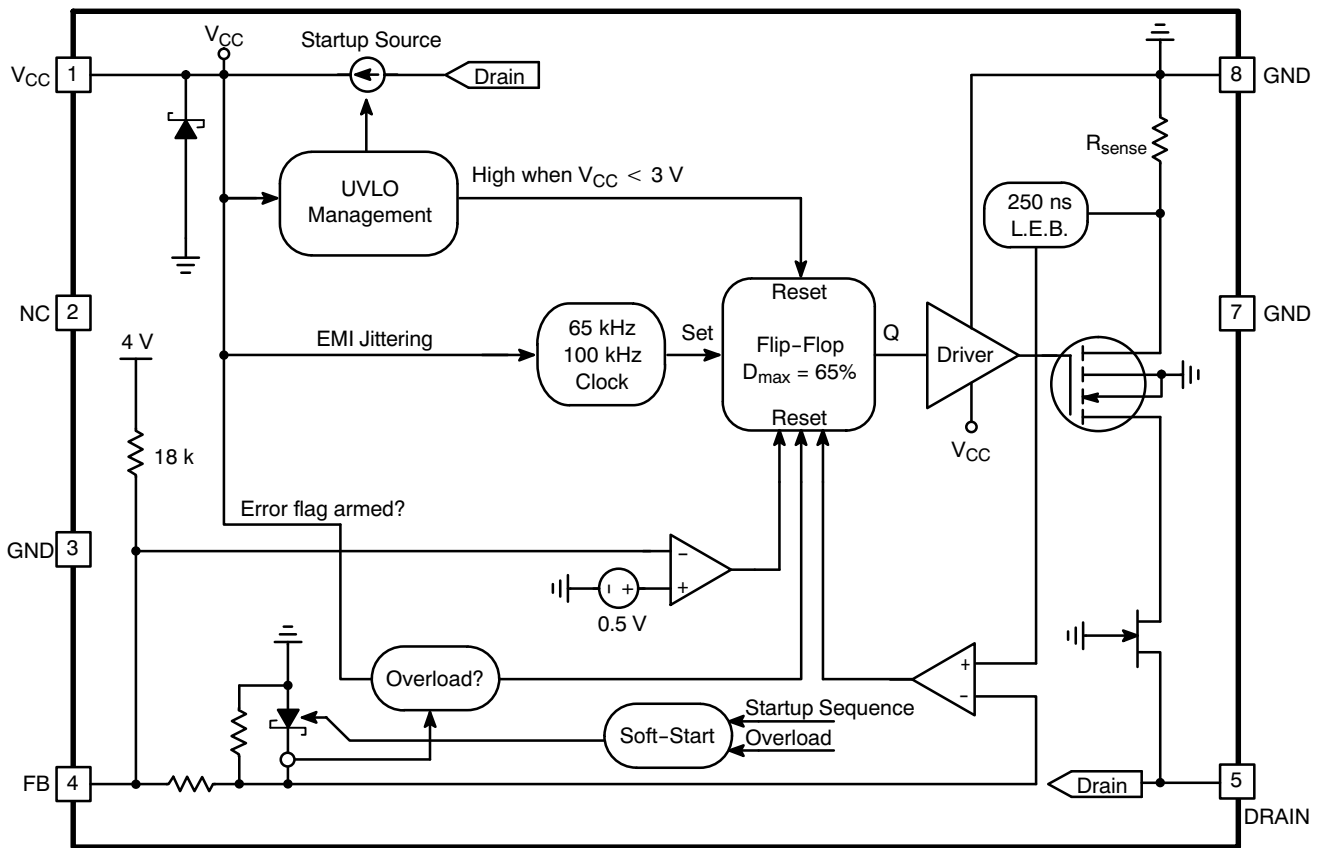 VCC
Startup Source
VCC 1
Drain
8 GND
Rsense
UVLO
Management
High when VCC < 3 V
250 ns
L.E.B.
NC 2
Reset
7 GND
4 V
EMI Jittering
65 kHz
100 kHz
Clock
Set
Flip-Flop
Dmax = 65%
Q
Driver
Reset
VCC
18 k
Error flag armed?
GND 3
-
+
- +
0.5 V
Overload?
+
-
Startup Sequence
Soft-Start
Overload
FB 4
Drain
5
DRAIN